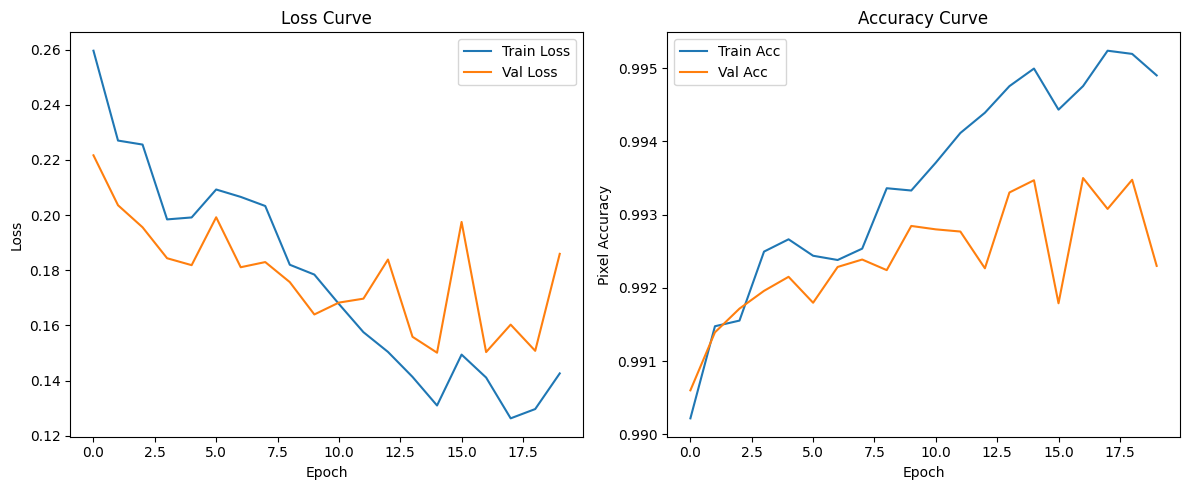 Loss Curve
Train Loss
Val Loss
0.26
0.24
0.22
0.20
0.18
0.16
0.14
0.12
Loss
0.0 2.5 5.0 7.5 10.0 12.5 15.0 17.5
Epoch
Accuracy Curve
Train Acc
Val Acc
0.995
0.994
0.993
0.992
0.991
0.990
Pixel Accuracy
0.0 2.5 5.0 7.5 10.0 12.5 15.0 17.5
Epoch